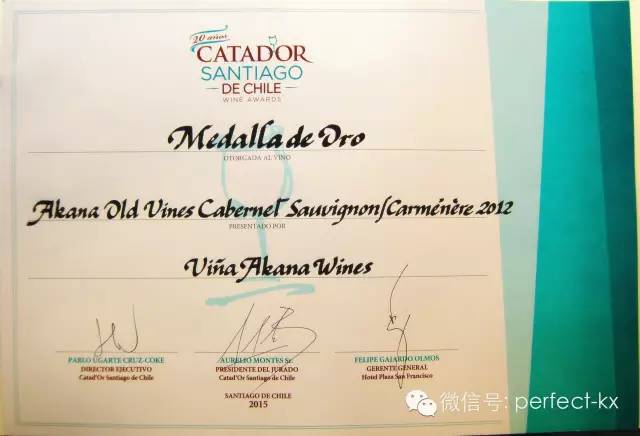 20 años
CATAD'OR
SANTIAGO
DE CHILE
WINE AWARDS
Medalla de Oro
OTORGADA AL VINO
Akana Old Vines Cabernet Sauvignon/Carménère 2012
PRESENTADO POR
Viña Akana Wines
PABLO UGARTE CRUZ-COKE
DIRECTOR EJECUTIVO
Catad'Or Santiago de Chile
AURELIO MONTES Sr.
PRESIDENTE DEL JURADO
Catad'Or Santiago de Chile
FELIPE GAJARDO OLMOS
GERENTE GENERAL
Hotel Plaza San Francisco
SANTIAGO DE CHILE
2015
微信号: perfect-kx